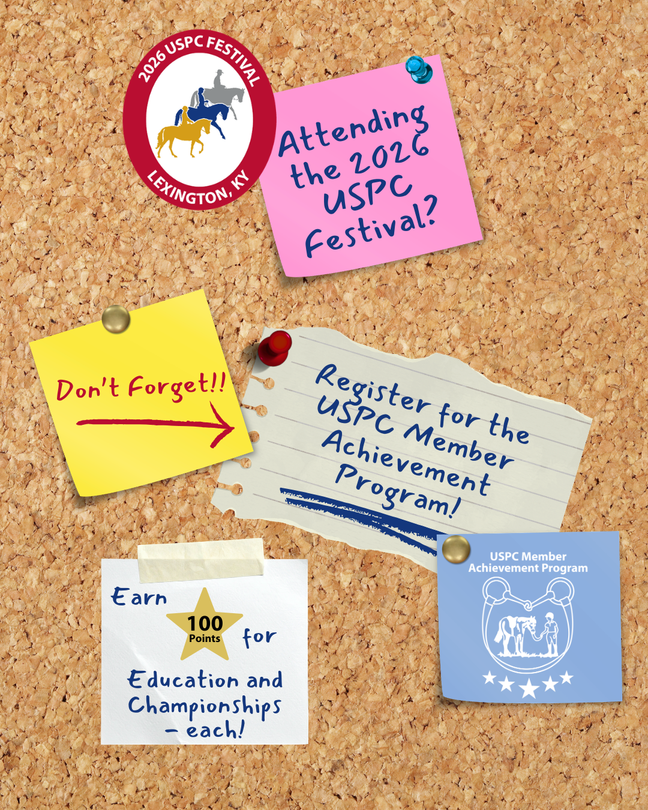 2026 USPC FESTIVAL
LEXINGTON, KY
Attending
the 2026
USPC
Festival?
Don't Forget!!
Register for the
USPC Member
Achievement
Program!
Earn
100
Points
for
Education and
Championships
– each!
USPC Member
Achievement Program